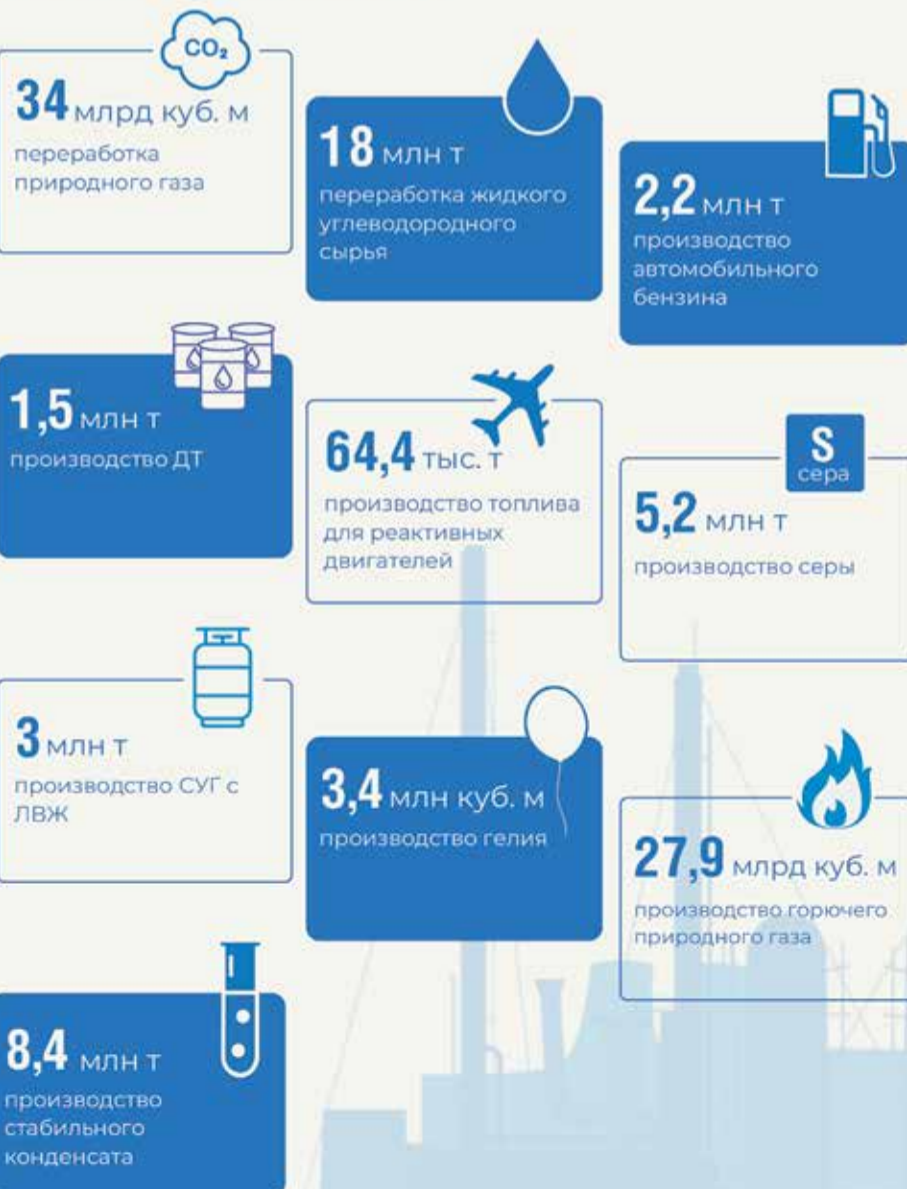 CO₂
34 млрд куб. м
переработка
природного газа
18 млн т
переработка жидкого
углеводородного
сырья
2,2 млн т
производство
автомобильного
бензина
1,5 млн т
производство ДТ
64,4 тыс. т
производство топлива
для реактивных
двигателей
S
сера
5,2 млн т
производство серы
3 млн т
производство СУГ с
ЛВЖ
3,4 млн куб. м
производство гелия
27,9 млрд куб. м
производство горючего
природного газа
8,4 млн т
производство
стабильного
конденсата